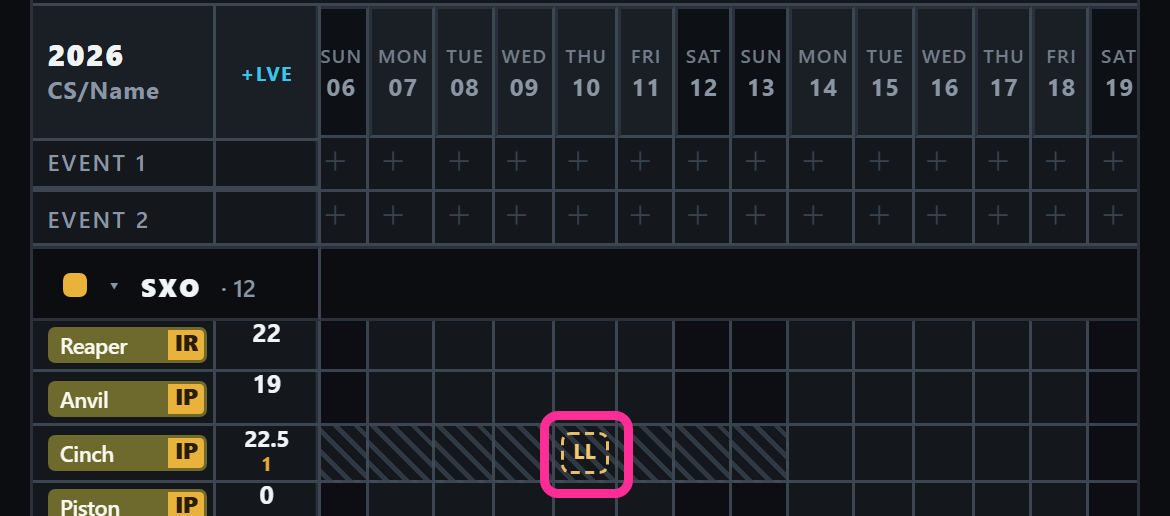 2026
CS/Name
+LVE
SUN MON TUE WED THU FRI SAT SUN MON TUE WED THU FRI SAT
06 07 08 09 10 11 12 13 14 15 16 17 18 19
EVENT 1 + + + + + + + + + + + + + +
EVENT 2 + + + + + + + + + + + + + +
▾ SXO · 12
Reaper IR 22
Anvil IP 19
Cinch IP 22.5 LL
1
Piston IP 0